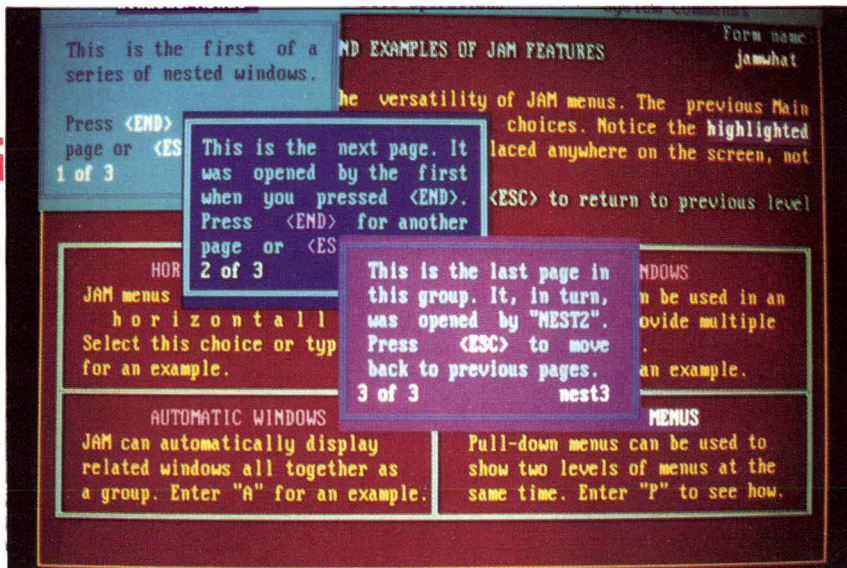 System Commands
Form name:
jamwhat
ND EXAMPLES OF JAM FEATURES
he versatility of JAM menus. The previous Main
choices. Notice the highlighted
laced anywhere on the screen, not
<ESC> to return to previous level
This is the first of a
series of nested windows.
Press <END>
page or <ES
1 of 3
This is the next page. It
was opened by the first
when you pressed <END>.
Press <END> for another
page or <ES
2 of 3
This is the last page in
this group. It, in turn,
was opened by "NEST2".
Press <ESC> to move
back to previous pages.
3 of 3 nest3
HOR
JAM menus
horizontall
Select this choice or typ
for an example.
NDOWS
n be used in an
ovide multiple
.
an example.
AUTOMATIC WINDOWS
JAM can automatically display
related windows all together as
a group. Enter "A" for an example.
MENUS
Pull-down menus can be used to
show two levels of menus at the
same time. Enter "P" to see how.